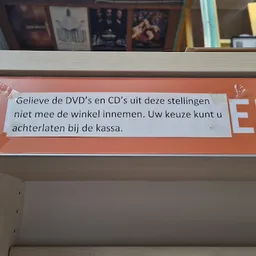 Gelieve de DVD's en CD's uit deze stellingen
niet mee de winkel innemen. Uw keuze kunt u
achterlaten bij de kassa.
E